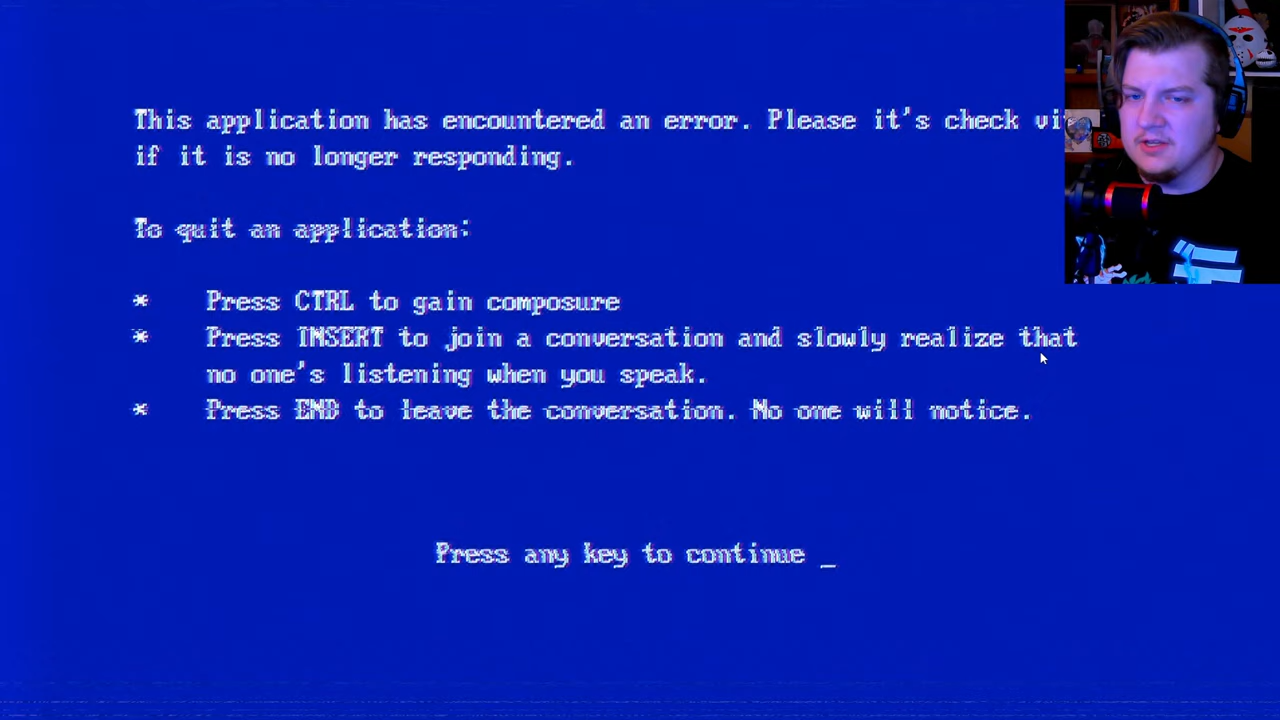 This application has encountered an error. Please it's check
if it is no longer responding.
To quit an application:
* Press CTRL to gain composure
* Press INSERT to join a conversation and slowly realize that
no one's listening when you speak.
* Press END to leave the conversation. No one will notice.
Press any key to continue _